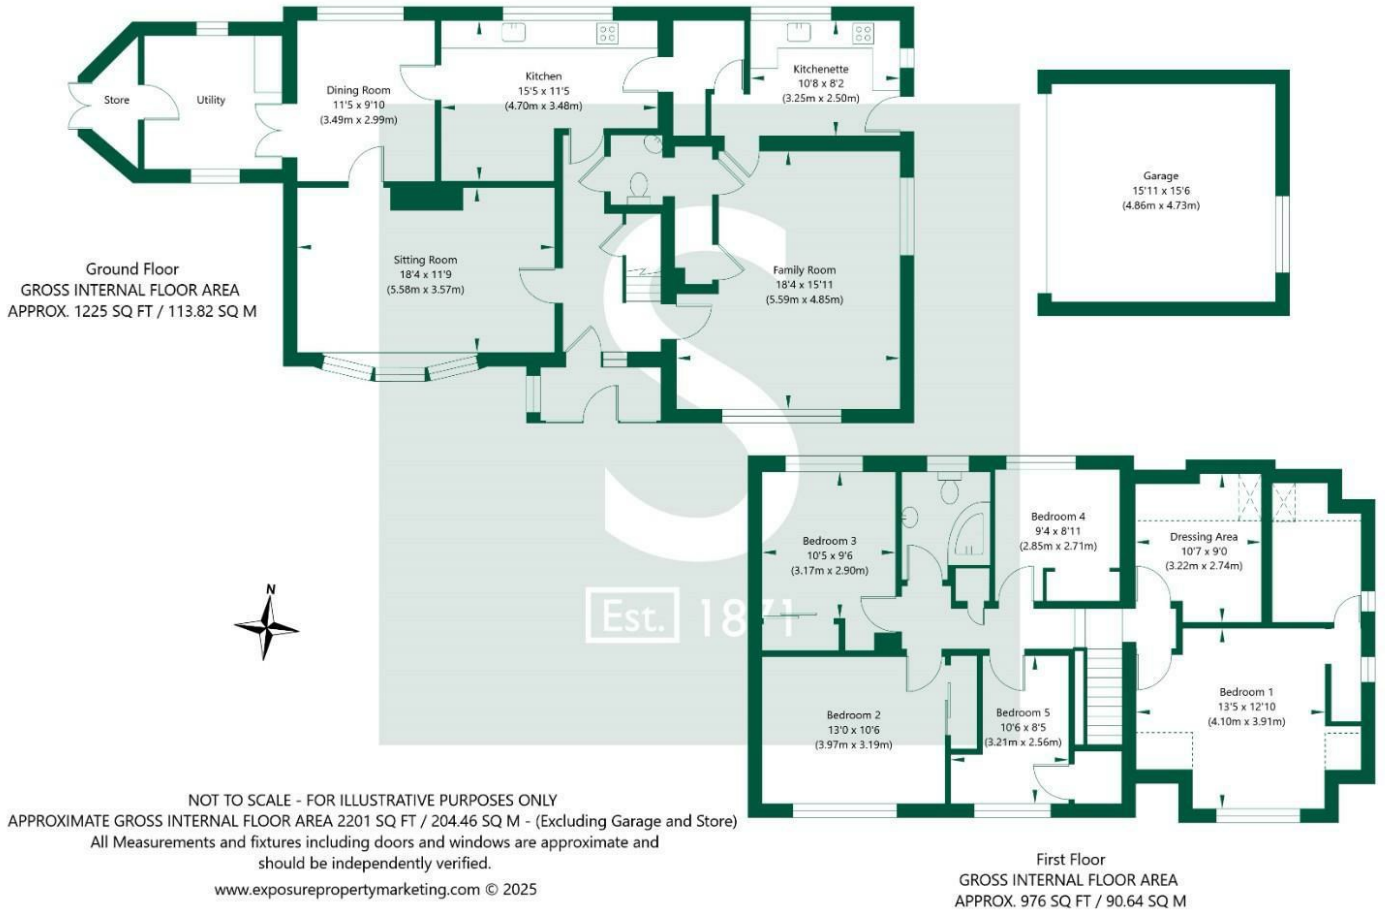 Store
Utility
Dining Room
11'5 x 9'10
(3.49m x 2.99m)
Kitchen
15'5 x 11'5
(4.70m x 3.48m)
Kitchenette
10'8 x 8'2
(3.25m x 2.50m)
Garage
15'11 x 15'6
(4.86m x 4.73m)
Sitting Room
18'4 x 11'9
(5.58m x 3.57m)
Family Room
18'4 x 15'11
(5.59m x 4.85m)
Ground Floor
GROSS INTERNAL FLOOR AREA
APPROX. 1225 SQ FT / 113.82 SQ M
S
Est. 1871
N
Bedroom 3
10'5 x 9'6
(3.17m x 2.90m)
Bedroom 4
9'4 x 8'11
(2.85m x 2.71m)
Dressing Area
10'7 x 9'0
(3.22m x 2.74m)
Bedroom 2
13'0 x 10'6
(3.97m x 3.19m)
Bedroom 5
10'6 x 8'5
(3.21m x 2.56m)
Bedroom 1
13'5 x 12'10
(4.10m x 3.91m)
NOT TO SCALE - FOR ILLUSTRATIVE PURPOSES ONLY
APPROXIMATE GROSS INTERNAL FLOOR AREA 2201 SQ FT / 204.46 SQ M - (Excluding Garage and Store)
All Measurements and fixtures including doors and windows are approximate and
should be independently verified.
www.exposurepropertymarketing.com © 2025
First Floor
GROSS INTERNAL FLOOR AREA
APPROX. 976 SQ FT / 90.64 SQ M